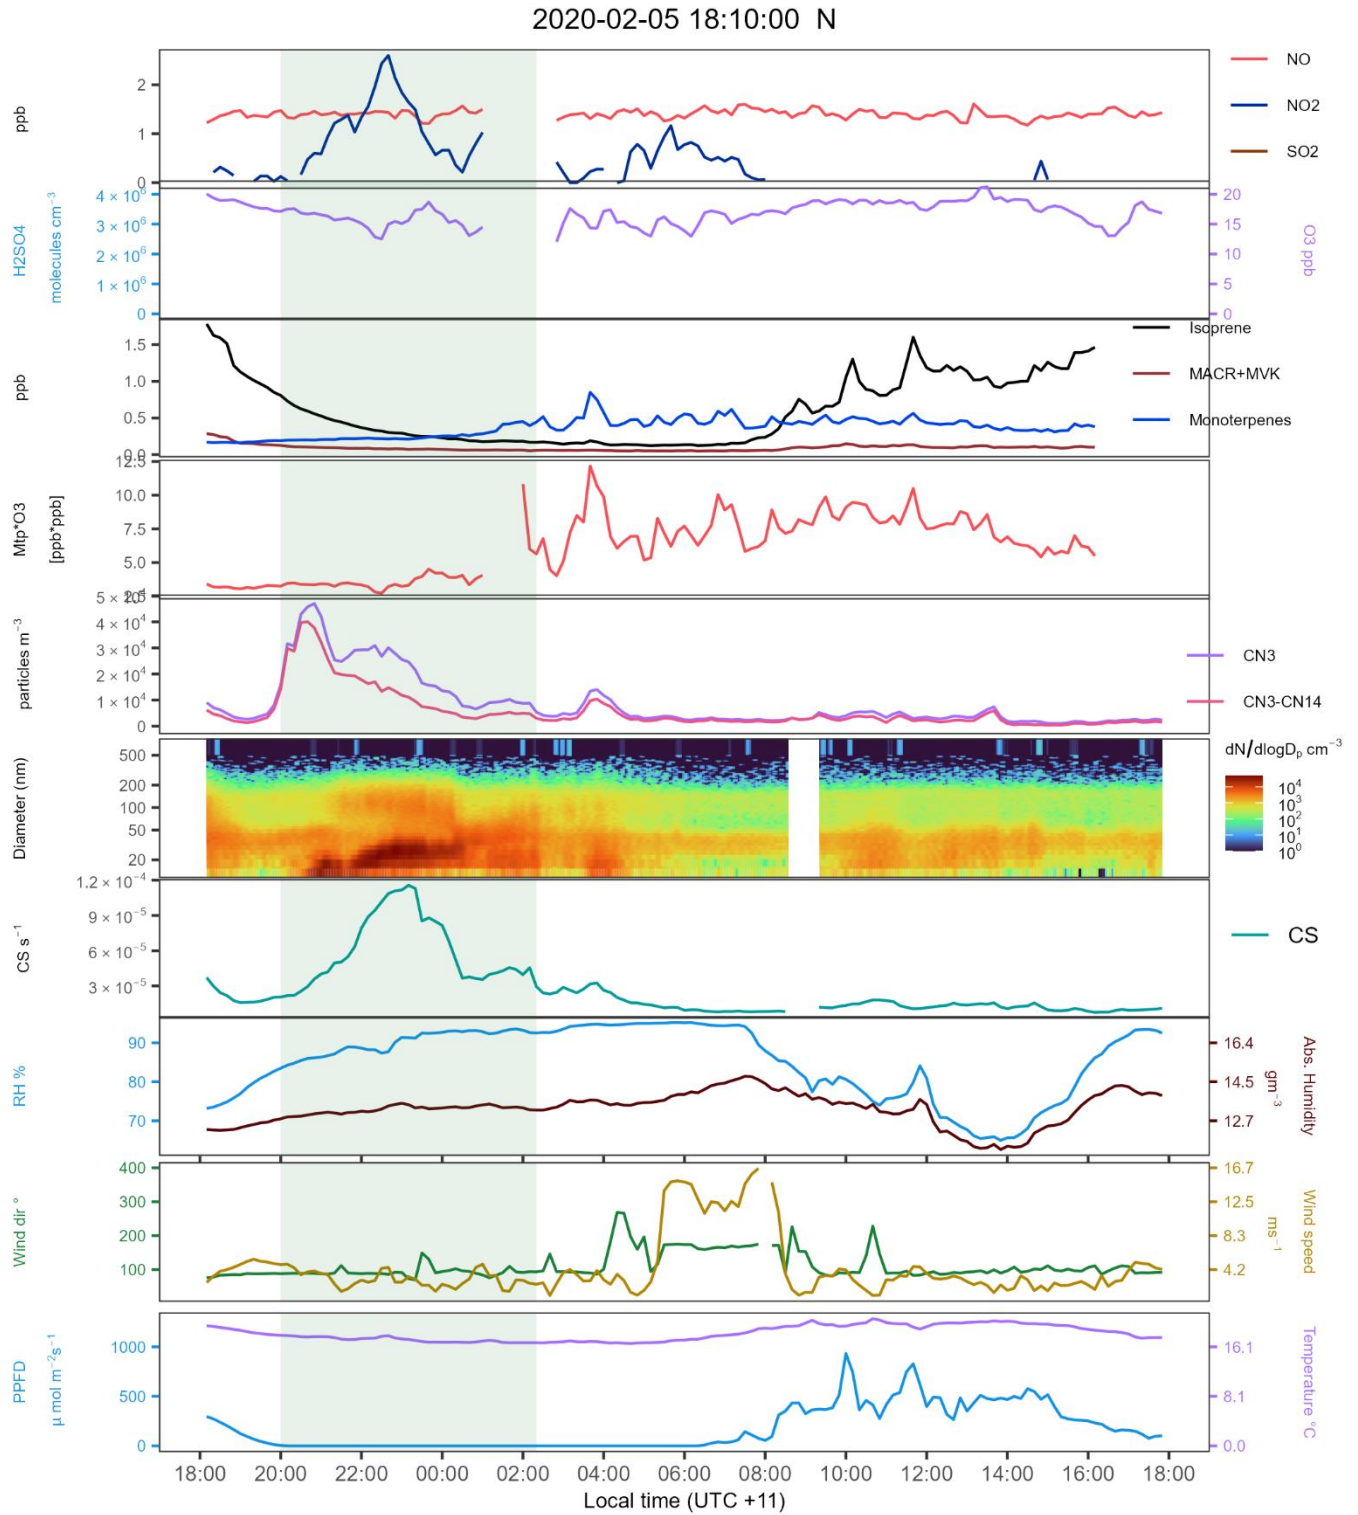 2020-02-05 18:10:00  N
ppb
2
1
0
NO
NO2
SO2
H2SO4
molecules cm⁻³
4 × 10⁶
3 × 10⁶
2 × 10⁶
1 × 10⁶
0
20
15
10
5
0
O3 ppb
ppb
1.5
1.0
0.5
0.0
Isoprene
MACR+MVK
Monoterpenes
Mtp*O3
[ppb*ppb]
12.5
10.0
7.5
5.0
2.5
particles m⁻³
5 × 10⁴
4 × 10⁴
3 × 10⁴
2 × 10⁴
1 × 10⁴
0
CN3
CN3-CN14
Diameter (nm)
500
200
100
50
20
dN/dlogDₚ cm⁻³
10⁴
10³
10²
10¹
10⁰
CS s⁻¹
1.2 × 10⁻⁴
9 × 10⁻⁵
6 × 10⁻⁵
3 × 10⁻⁵
CS
RH %
90
80
70
16.4
14.5
12.7
gm⁻³
Abs. Humidity
Wind dir °
400
300
200
100
16.7
12.5
8.3
4.2
ms⁻¹
Wind speed
PPFD
µ mol m⁻²s⁻¹
1000
500
0
16.1
8.1
0.0
Temperature °C
18:00 20:00 22:00 00:00 02:00 04:00 06:00 08:00 10:00 12:00 14:00 16:00 18:00
Local time (UTC +11)